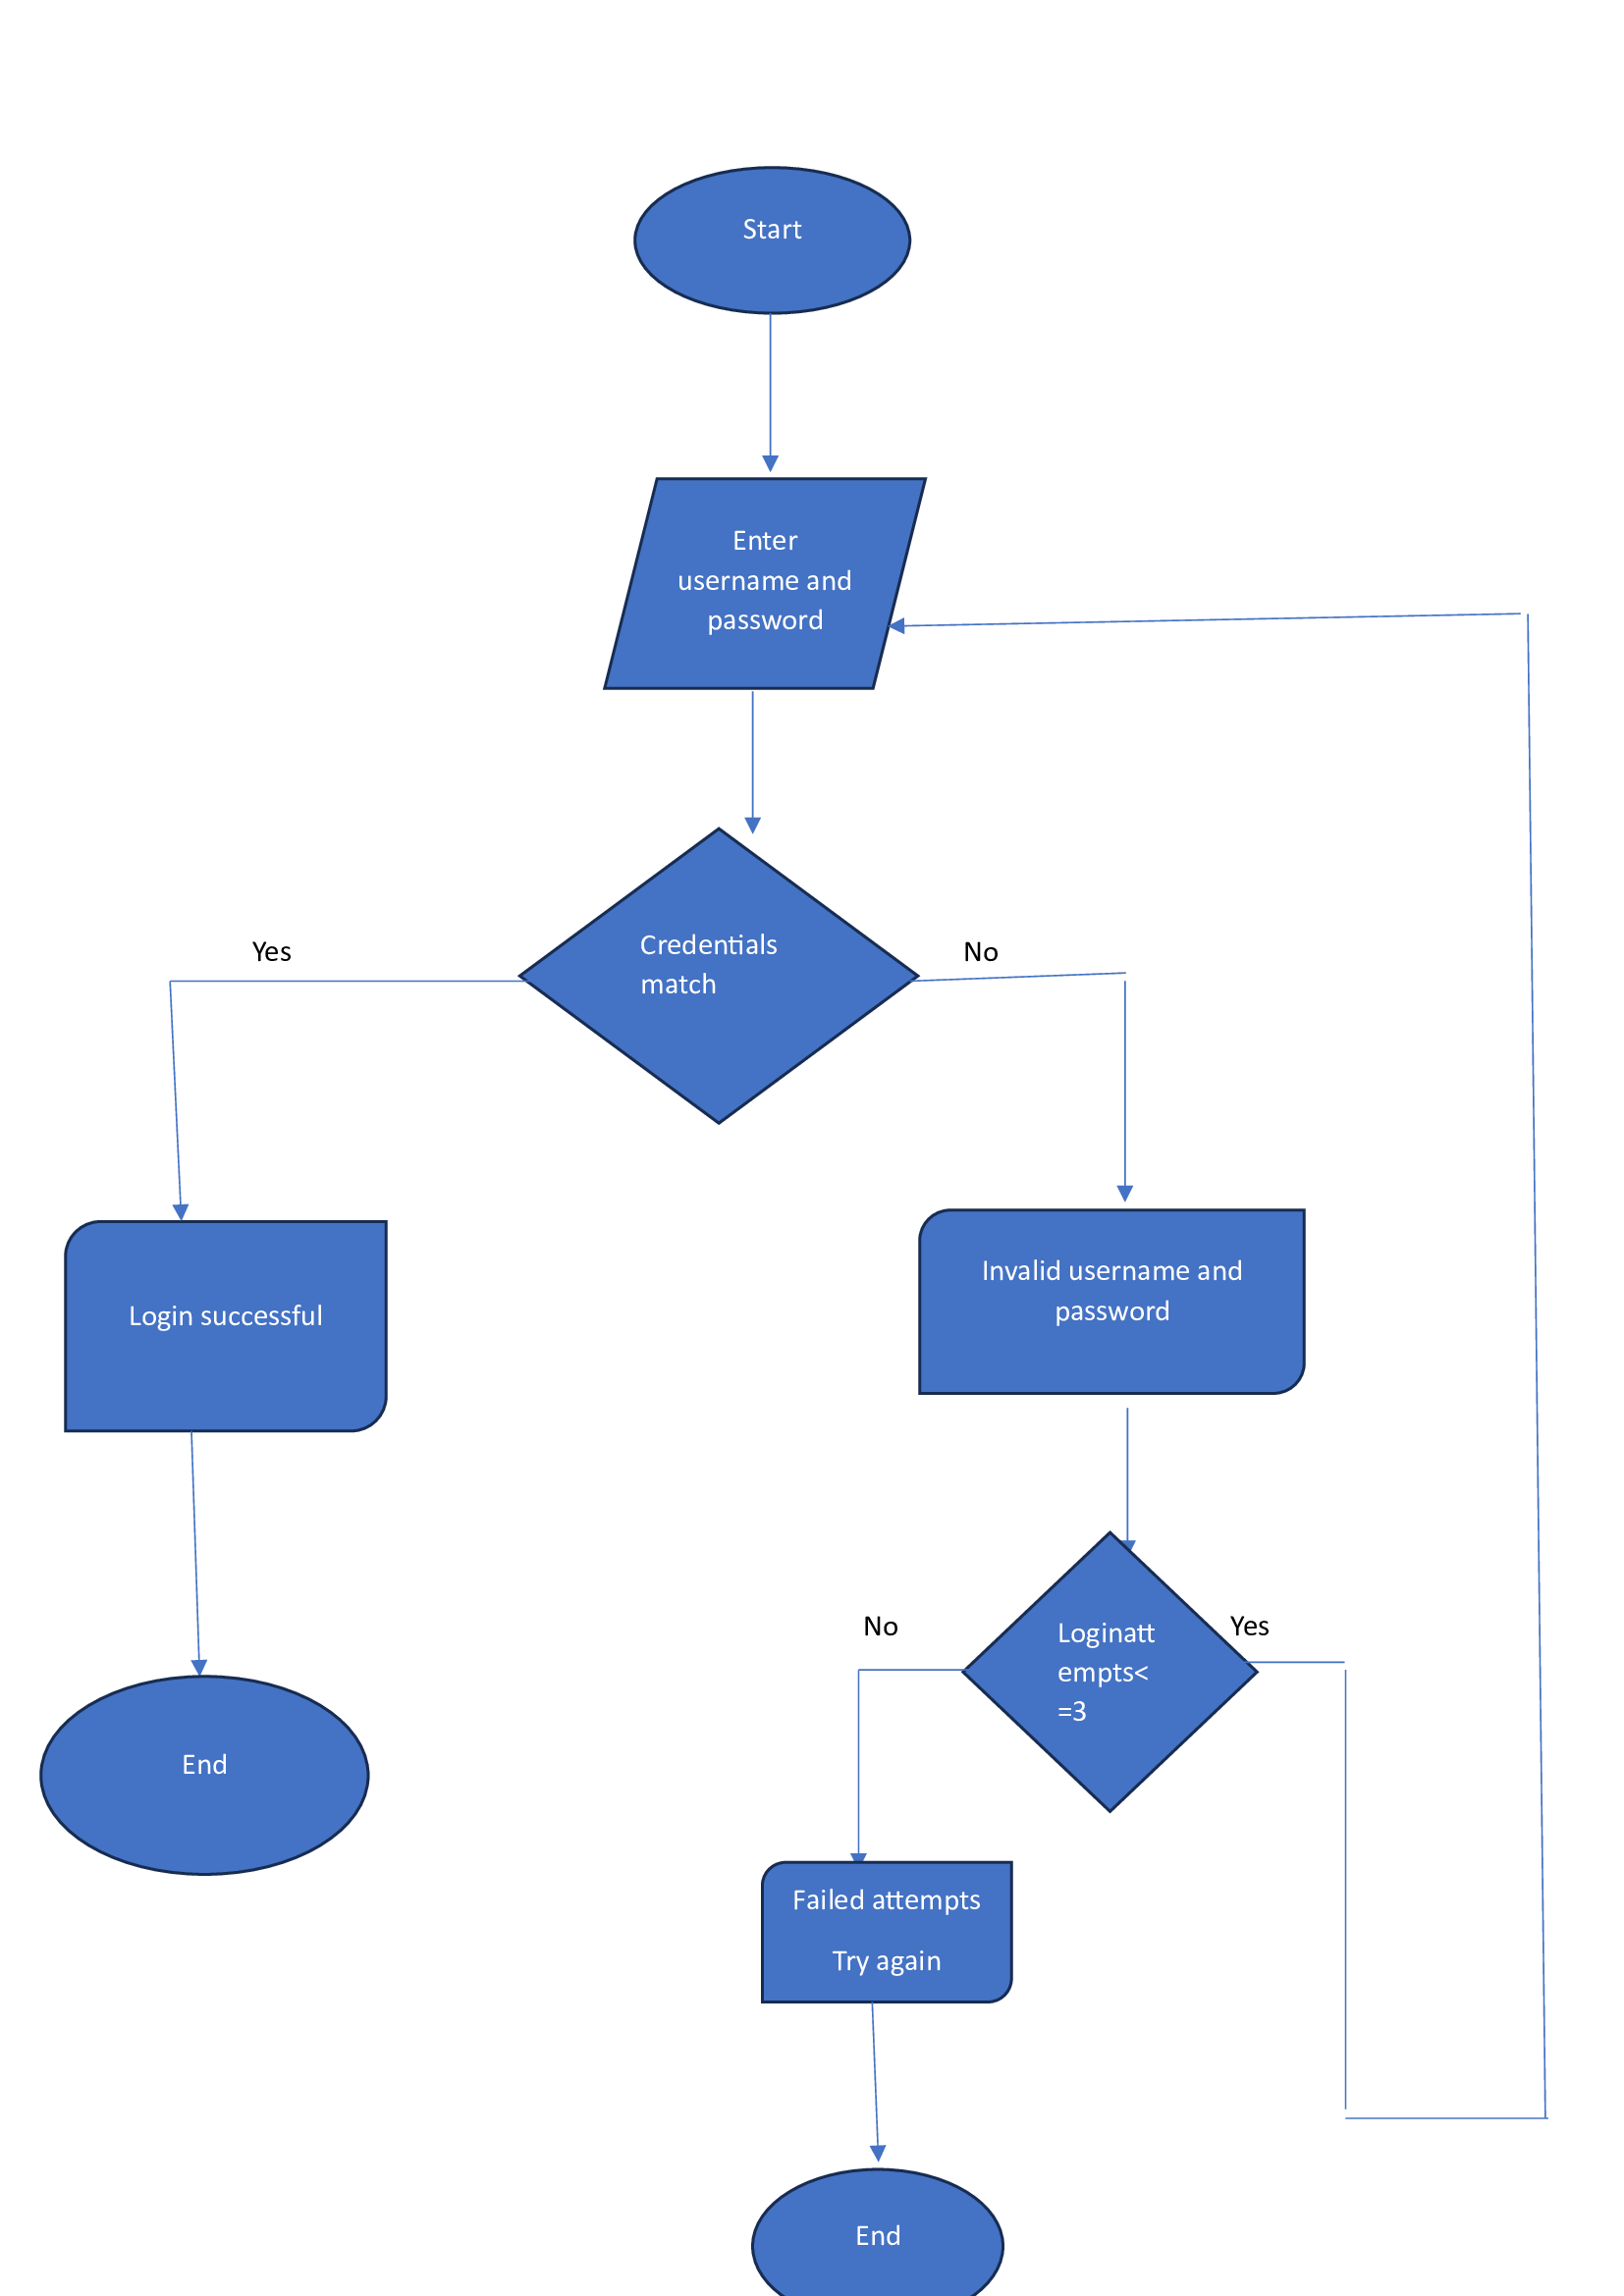 Start
Enter
username and
password
Yes
Credentials
match
No
Login successful
Invalid username and
password
No
Loginatt
empts<
=3
Yes
End
Failed attempts
Try again
End